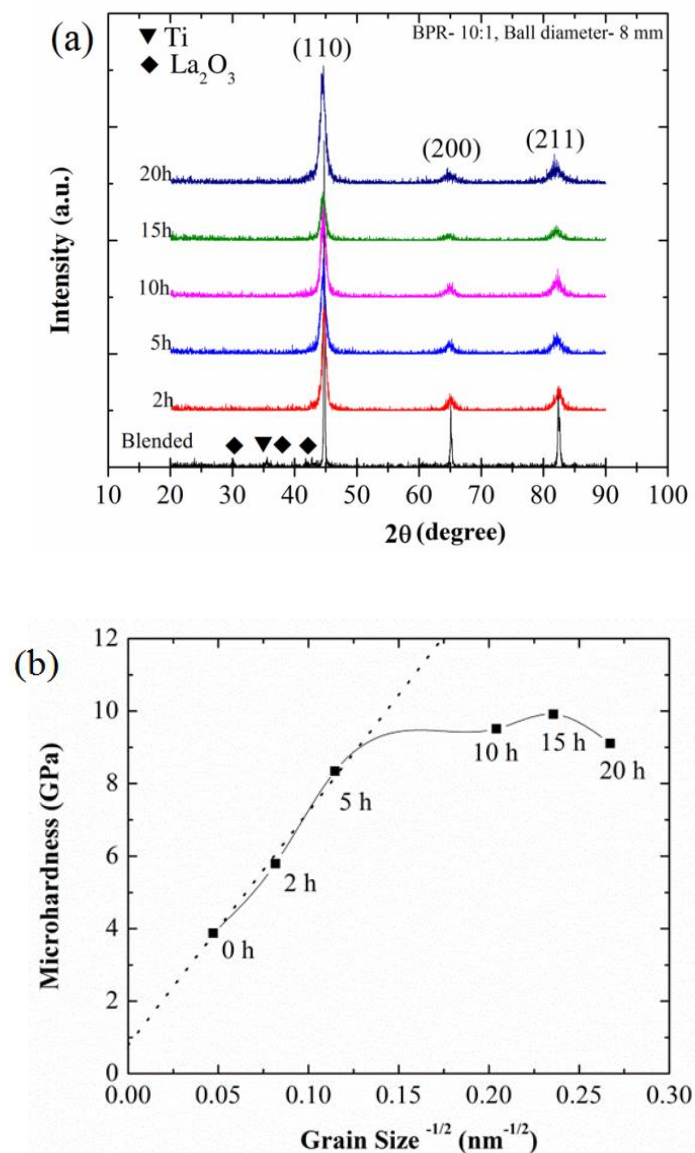 (a)
▼ Ti
◆ La2O3
BPR- 10:1, Ball diameter- 8 mm
(110)
(200)
(211)
20h
15h
10h
5h
2h
Blended
Intensity (a.u.)
10 20 30 40 50 60 70 80 90 100
2θ (degree)
(b)
12
10
8
6
4
2
0
Microhardness (GPa)
0 h
2 h
5 h
10 h
15 h
20 h
0.00 0.05 0.10 0.15 0.20 0.25 0.30
Grain Size -1/2 (nm-1/2)